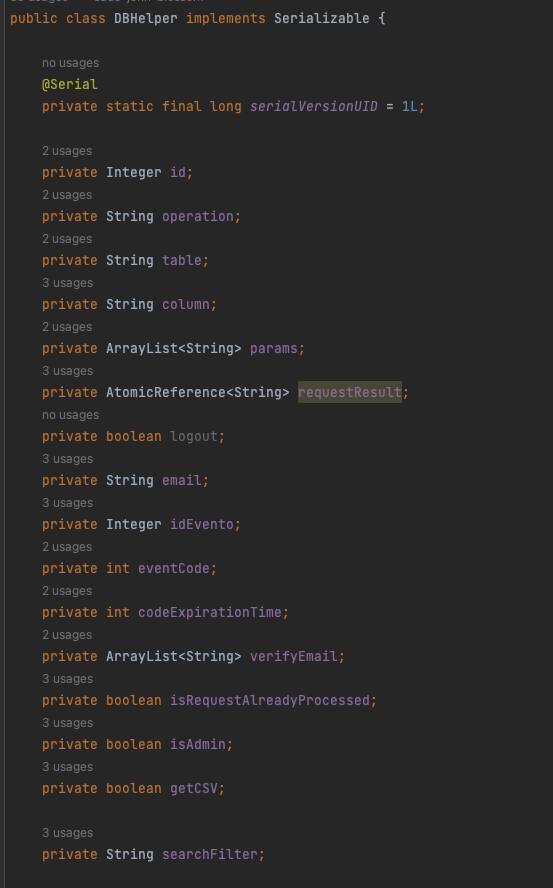 public class DBHelper implements Serializable {
no usages
@Serial
private static final long serialVersionUID = 1L;
2 usages
private Integer id;
2 usages
private String operation;
2 usages
private String table;
3 usages
private String column;
2 usages
private ArrayList<String> params;
3 usages
private AtomicReference<String> requestResult;
no usages
private boolean logout;
3 usages
private String email;
3 usages
private Integer idEvento;
2 usages
private int eventCode;
2 usages
private int codeExpirationTime;
2 usages
private ArrayList<String> verifyEmail;
3 usages
private boolean isRequestAlreadyProcessed;
3 usages
private boolean isAdmin;
3 usages
private boolean getCSV;
3 usages
private String searchFilter;